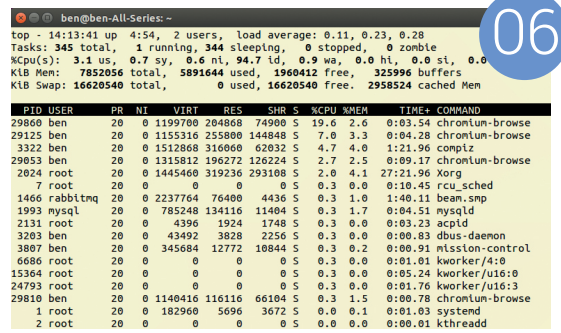 ben@ben-All-Series: ~
06
top - 14:13:41 up  4:54,  2 users,  load average: 0.11, 0.23, 0.28
Tasks: 345 total,   1 running, 344 sleeping,   0 stopped,   0 zombie
%Cpu(s):  3.1 us,  0.7 sy,  0.6 ni, 94.7 id,  0.9 wa,  0.0 hi,  0.0 si,  0.0
KiB Mem:   7852056 total,  5891644 used,  1960412 free,   325996 buffers
KiB Swap: 16620540 total,        0 used, 16620540 free.  2958524 cached Mem
PID USER      PR  NI    VIRT    RES    SHR S  %CPU %MEM     TIME+ COMMAND
29860 ben       20   0 1199700 204868  74900 S  19.6  2.6   0:03.54 chromium-browse
29125 ben       20   0 1155316 255800 144848 S   7.0  3.3   0:04.28 chromium-browse
3322 ben       20   0 1512868 316060  62032 S   4.7  4.0   1:21.96 compiz
29053 ben       20   0 1315812 196272 126224 S   2.7  2.5   0:09.17 chromium-browse
2024 root      20   0 1445460 319236 293108 S   2.0  4.1  27:21.96 Xorg
7 root      20   0       0      0      0 S   0.3  0.0   0:10.45 rcu_sched
1466 rabbitmq  20   0 2237764  76400   4436 S   0.3  1.0   1:40.11 beam.smp
1993 mysql     20   0  785248 134116  11404 S   0.3  1.7   0:04.51 mysqld
2131 root      20   0    4396   1924   1748 S   0.3  0.0   0:03.23 acpid
3203 ben       20   0   43492   3828   2256 S   0.3  0.0   0:00.83 dbus-daemon
3807 ben       20   0  345684  12772  10844 S   0.3  0.2   0:00.91 mission-control
6686 root      20   0       0      0      0 S   0.3  0.0   0:01.01 kworker/4:0
15364 root      20   0       0      0      0 S   0.3  0.0   0:05.24 kworker/u16:0
24793 root      20   0       0      0      0 S   0.3  0.0   0:01.76 kworker/u16:3
29810 ben       20   0 1140416 116116  66104 S   0.3  1.5   0:00.78 chromium-browse
1 root      20   0  182960   5696   3672 S   0.0  0.1   0:01.03 systemd
2 root      20   0       0      0      0 S   0.0  0.0   0:00.01 kthreadd